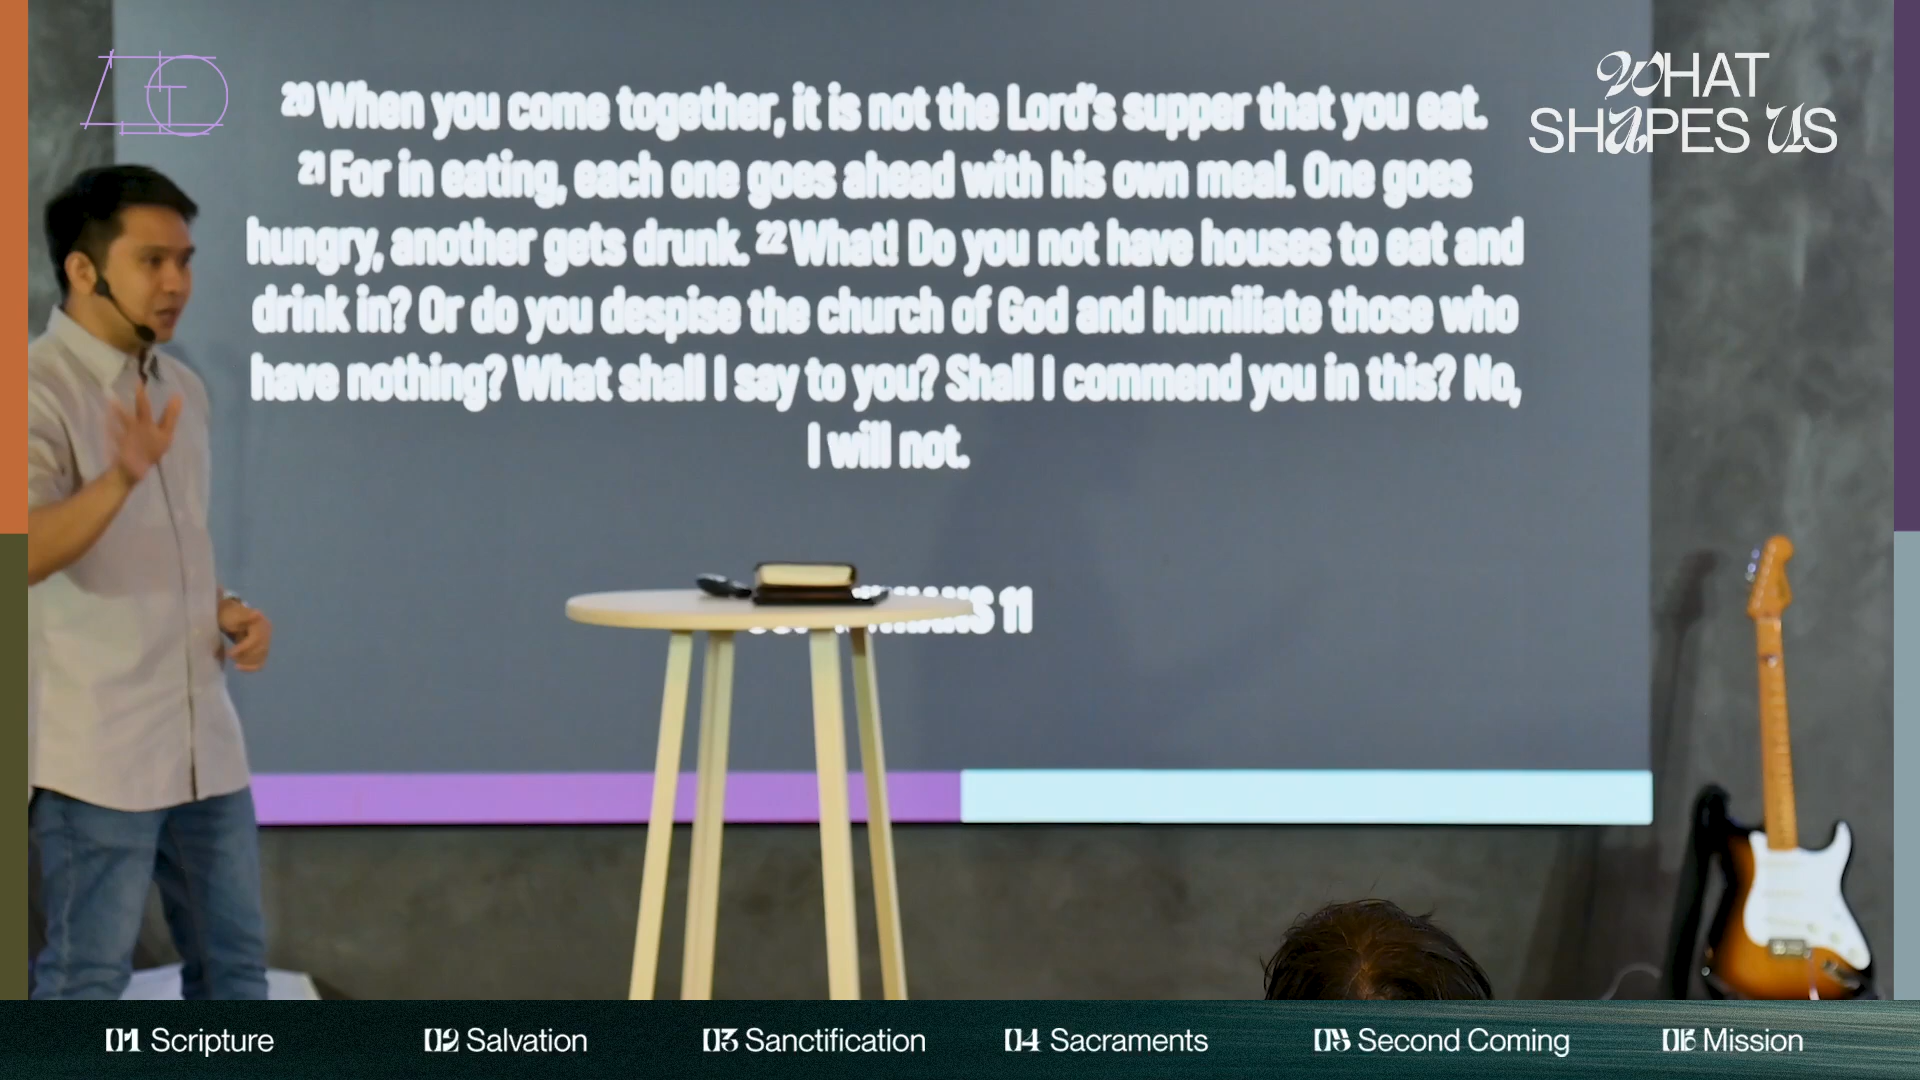 WHAT
SHAPES US
20 When you come together, it is not the Lord's supper that you eat.
21 For in eating, each one goes ahead with his own meal. One goes
hungry, another gets drunk. 22 What! Do you not have houses to eat and
drink in? Or do you despise the church of God and humiliate those who
have nothing? What shall I say to you? Shall I commend you in this? No,
I will not.
11
01 Scripture
02 Salvation
03 Sanctification
04 Sacraments
05 Second Coming
06 Mission